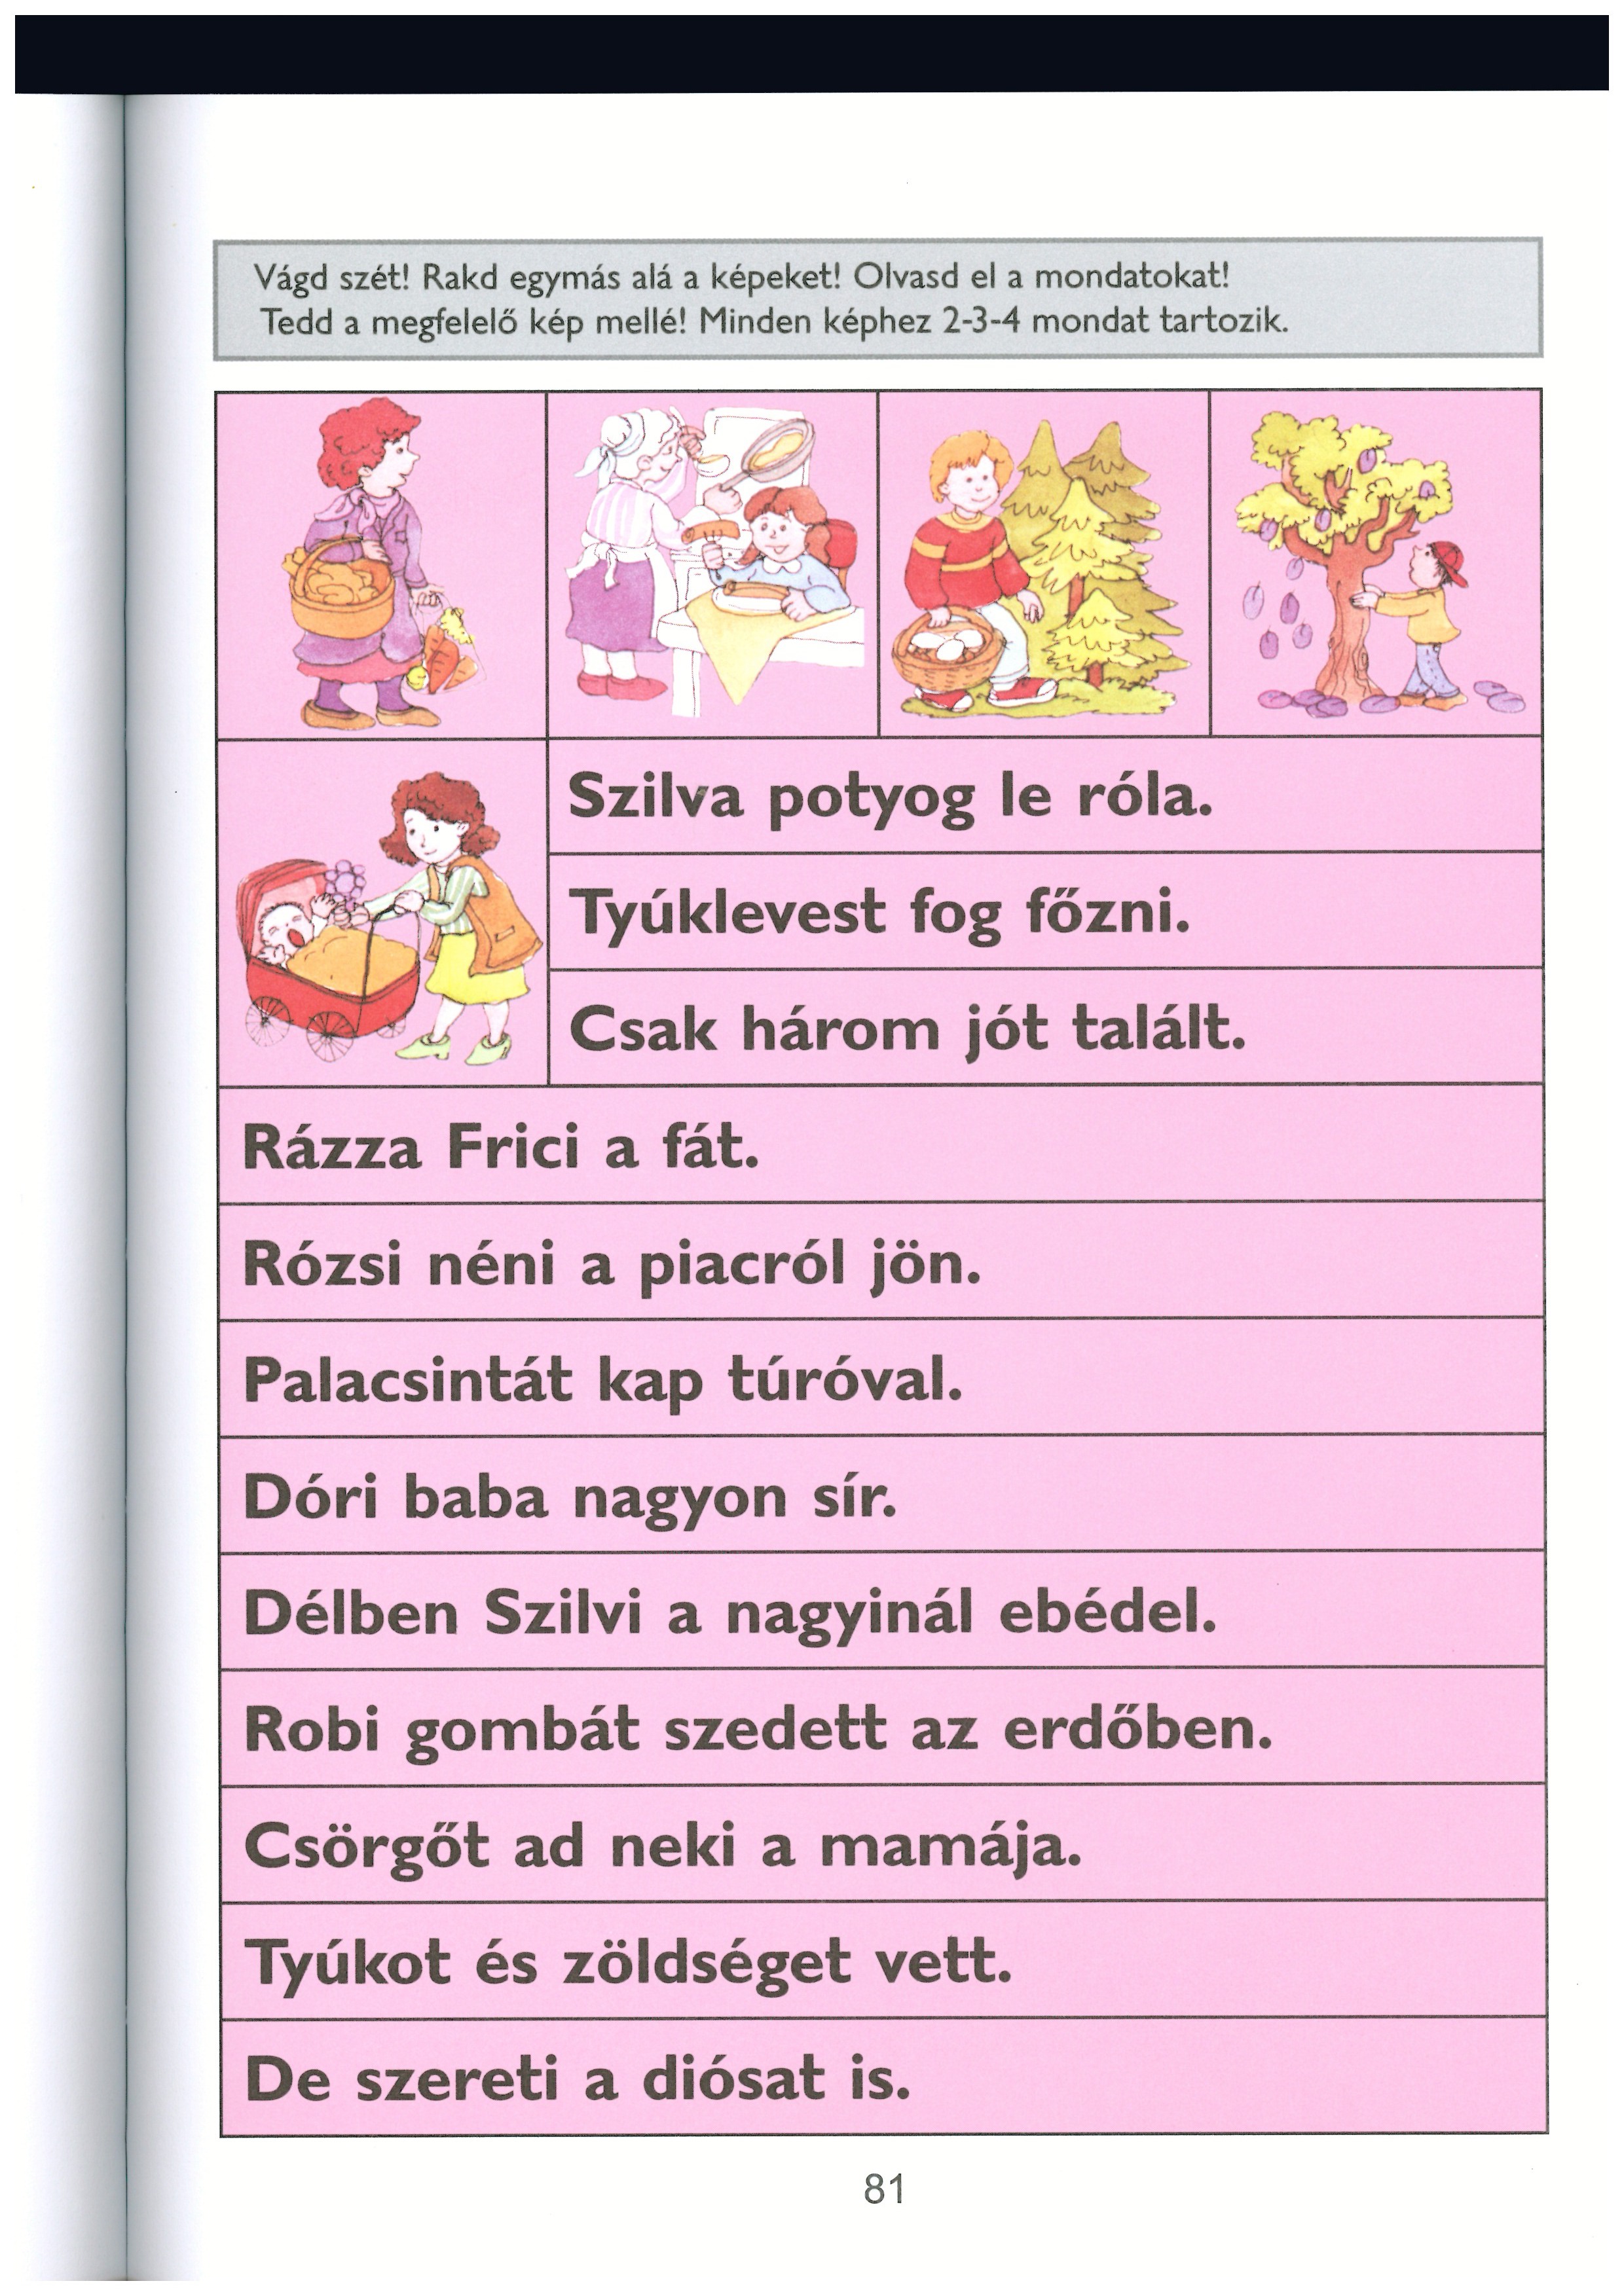 Vágd szét! Rakd egymás alá a képeket! Olvasd el a mondatokat!
Tedd a megfelelő kép mellé! Minden képhez 2-3-4 mondat tartozik.
Szilva potyog le róla.
Tyúklevest fog főzni.
Csak három jót talált.
Rázza Frici a fát.
Rózsi néni a piacról jön.
Palacsintát kap túróval.
Dóri baba nagyon sír.
Délben Szilvi a nagyinál ebédel.
Robi gombát szedett az erdőben.
Csörgőt ad neki a mamája.
Tyúkot és zöldséget vett.
De szereti a diósat is.
81